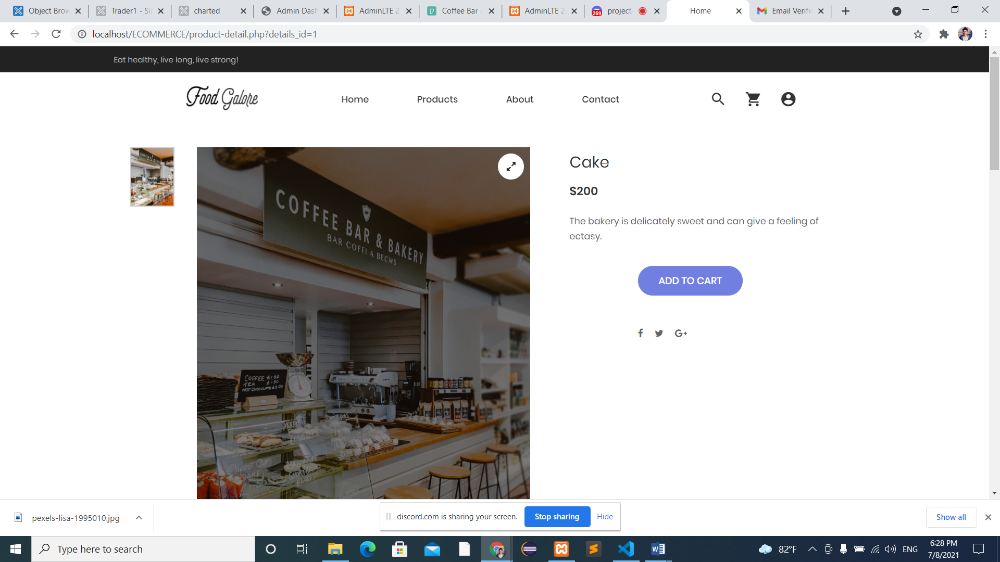 Object Brow
Trader1 - Si
charted
Admin Dash
AdminLTE 2
Coffee Bar
AdminLTE 2
project-
Home
Email Verific
localhost/ECOMMERCE/product-detail.php?details_id=1
Eat healthy, live long, live strong!
Food Galore
Home
Products
About
Contact
COFFEE BAR & BAKERY
BAR COFFI A BECWS
COFFEE £1.50
TEA £1.30
HOT CHOCOLATE £2.00
Cake
$200
The bakery is delicately sweet and can give a feeling of
ectasy.
ADD TO CART
pexels-lisa-1995010.jpg
discord.com is sharing your screen.
Stop sharing
Hide
Show all
Type here to search
82°F
ENG
6:28 PM
7/8/2021